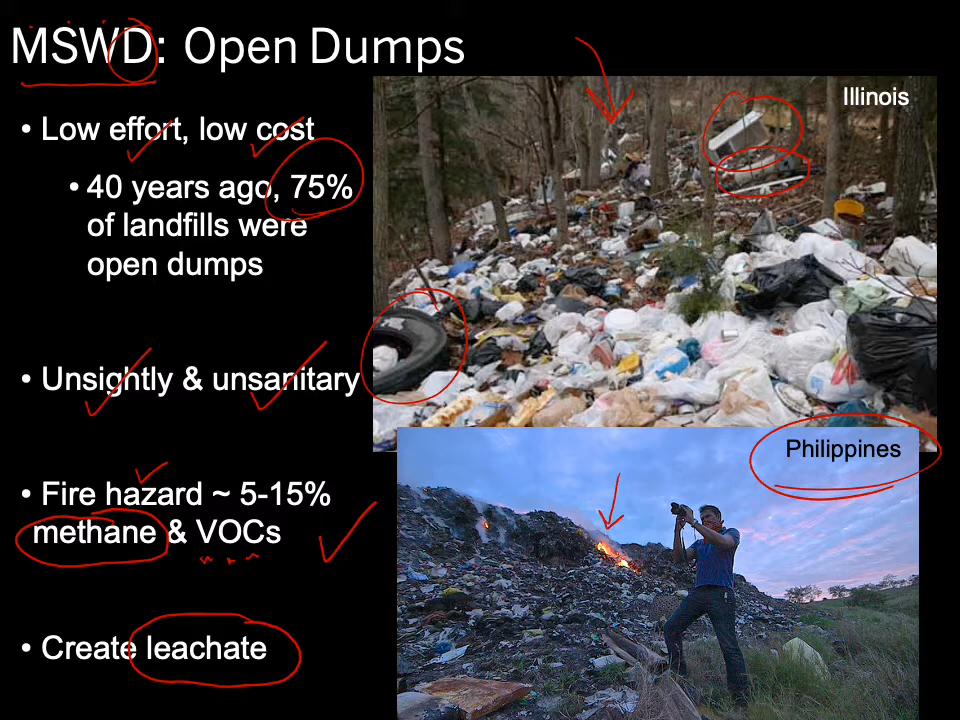 MSWD: Open Dumps
• Low effort, low cost
• 40 years ago, 75%
of landfills were
open dumps
• Unsightly & unsanitary
• Fire hazard ~ 5-15%
methane & VOCs
• Create leachate
Illinois
Philippines